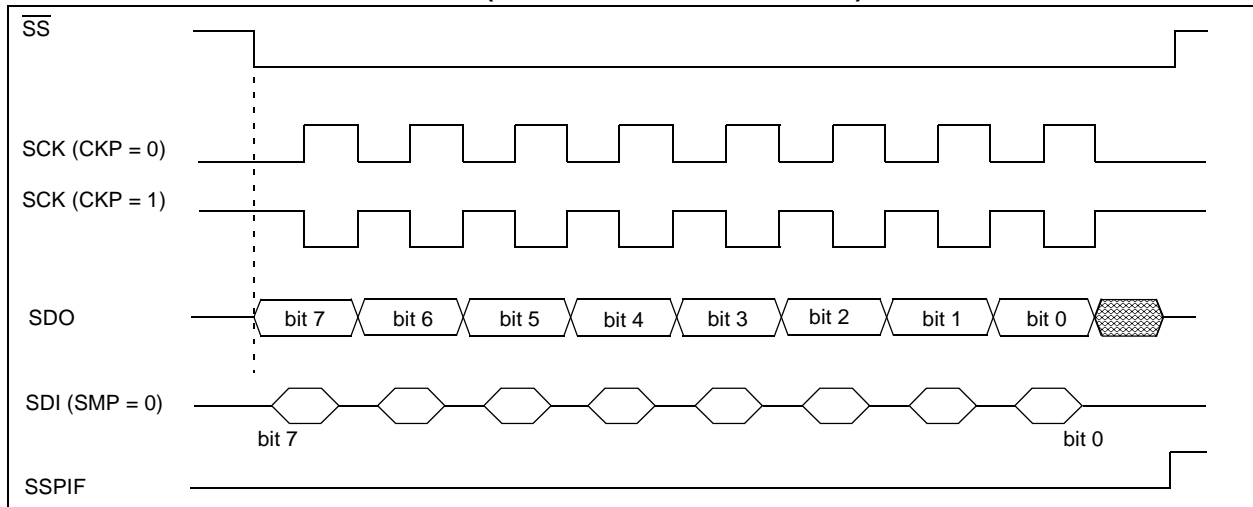 SS
SCK (CKP = 0)
SCK (CKP = 1)
SDO
bit 7 bit 6 bit 5 bit 4 bit 3 bit 2 bit 1 bit 0
SDI (SMP = 0)
bit 7 bit 0
SSPIF